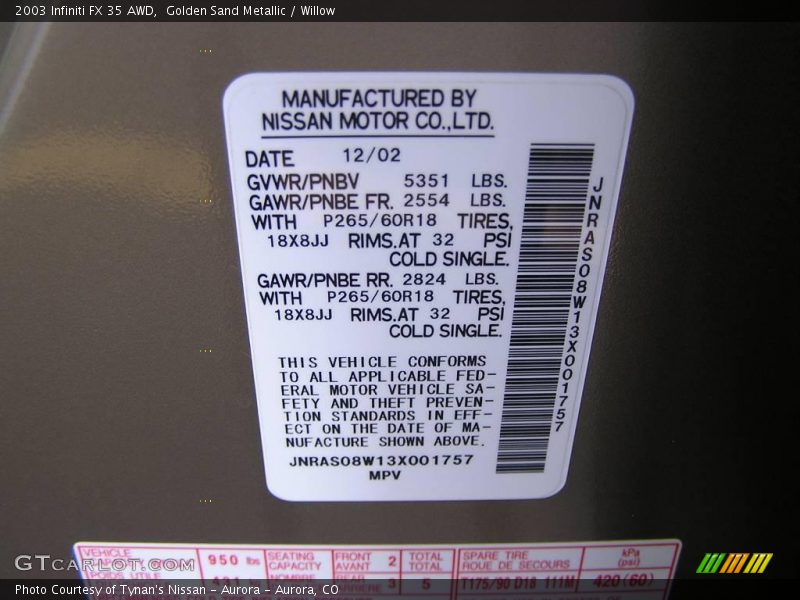 2003 Infiniti FX 35 AWD,  Golden Sand Metallic / Willow
MANUFACTURED BY
NISSAN MOTOR CO.,LTD.
DATE 12/02
GVWR/PNBV 5351 LBS.
GAWR/PNBE FR. 2554 LBS.
WITH P265/60R18 TIRES,
18X8JJ RIMS.AT 32 PSI
COLD SINGLE.
GAWR/PNBE RR. 2824 LBS.
WITH P265/60R18 TIRES,
18X8JJ RIMS.AT 32 PSI
COLD SINGLE.
THIS VEHICLE CONFORMS
TO ALL APPLICABLE FED-
ERAL MOTOR VEHICLE SA-
FETY AND THEFT PREVEN-
TION STANDARDS IN EFF-
ECT ON THE DATE OF MA-
NUFACTURE SHOWN ABOVE.
JNRAS08W13X001757
MPV
JNRAS08W13X001757
VEHICLE 950 lbs SEATING CAPACITY FRONT AVANT 2 TOTAL TOTAL SPARE TIRE ROUE DE SECOURS kPa (psi)
POIDS UTILE 431 5 T175/90 D18 111M 420 (60)
GTcarlot.com
Photo Courtesy of Tynan's Nissan - Aurora - Aurora, CO